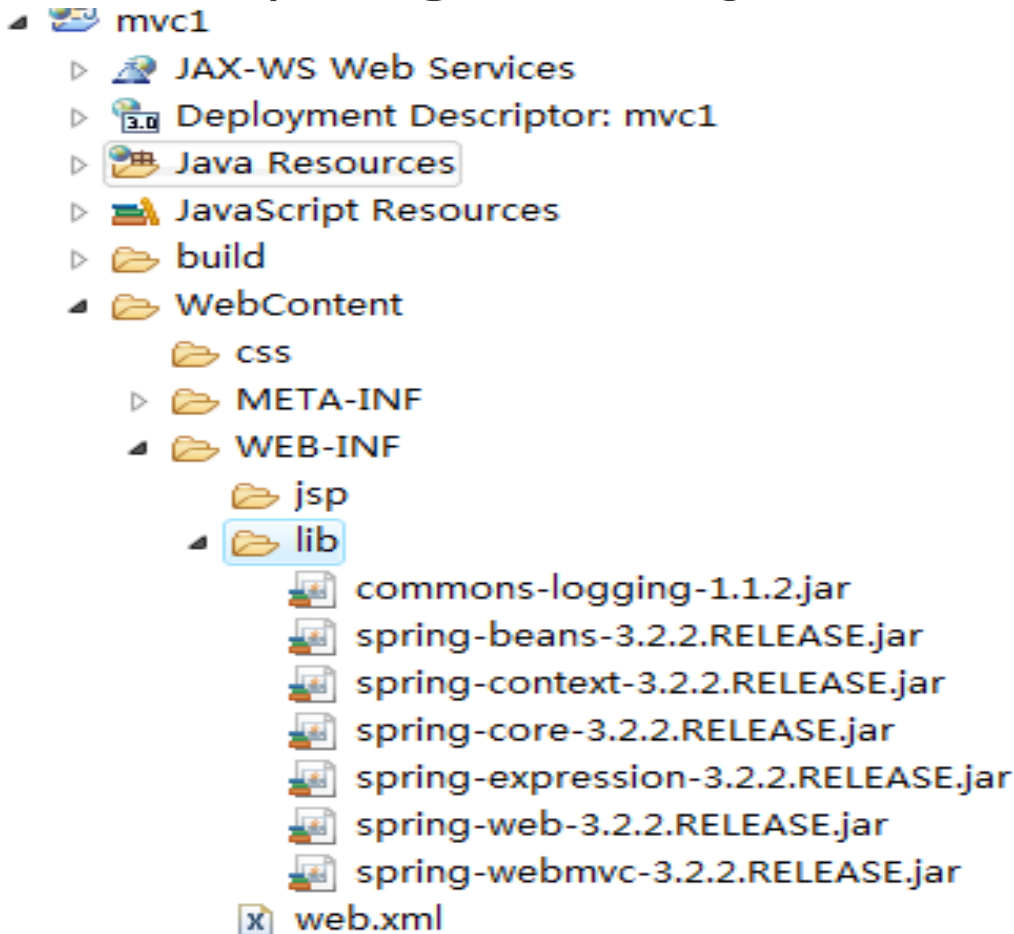 mvc1
JAX-WS Web Services
3.0 Deployment Descriptor: mvc1
Java Resources
JavaScript Resources
build
WebContent
css
META-INF
WEB-INF
jsp
lib
commons-logging-1.1.2.jar
spring-beans-3.2.2.RELEASE.jar
spring-context-3.2.2.RELEASE.jar
spring-core-3.2.2.RELEASE.jar
spring-expression-3.2.2.RELEASE.jar
spring-web-3.2.2.RELEASE.jar
spring-webmvc-3.2.2.RELEASE.jar
x web.xml